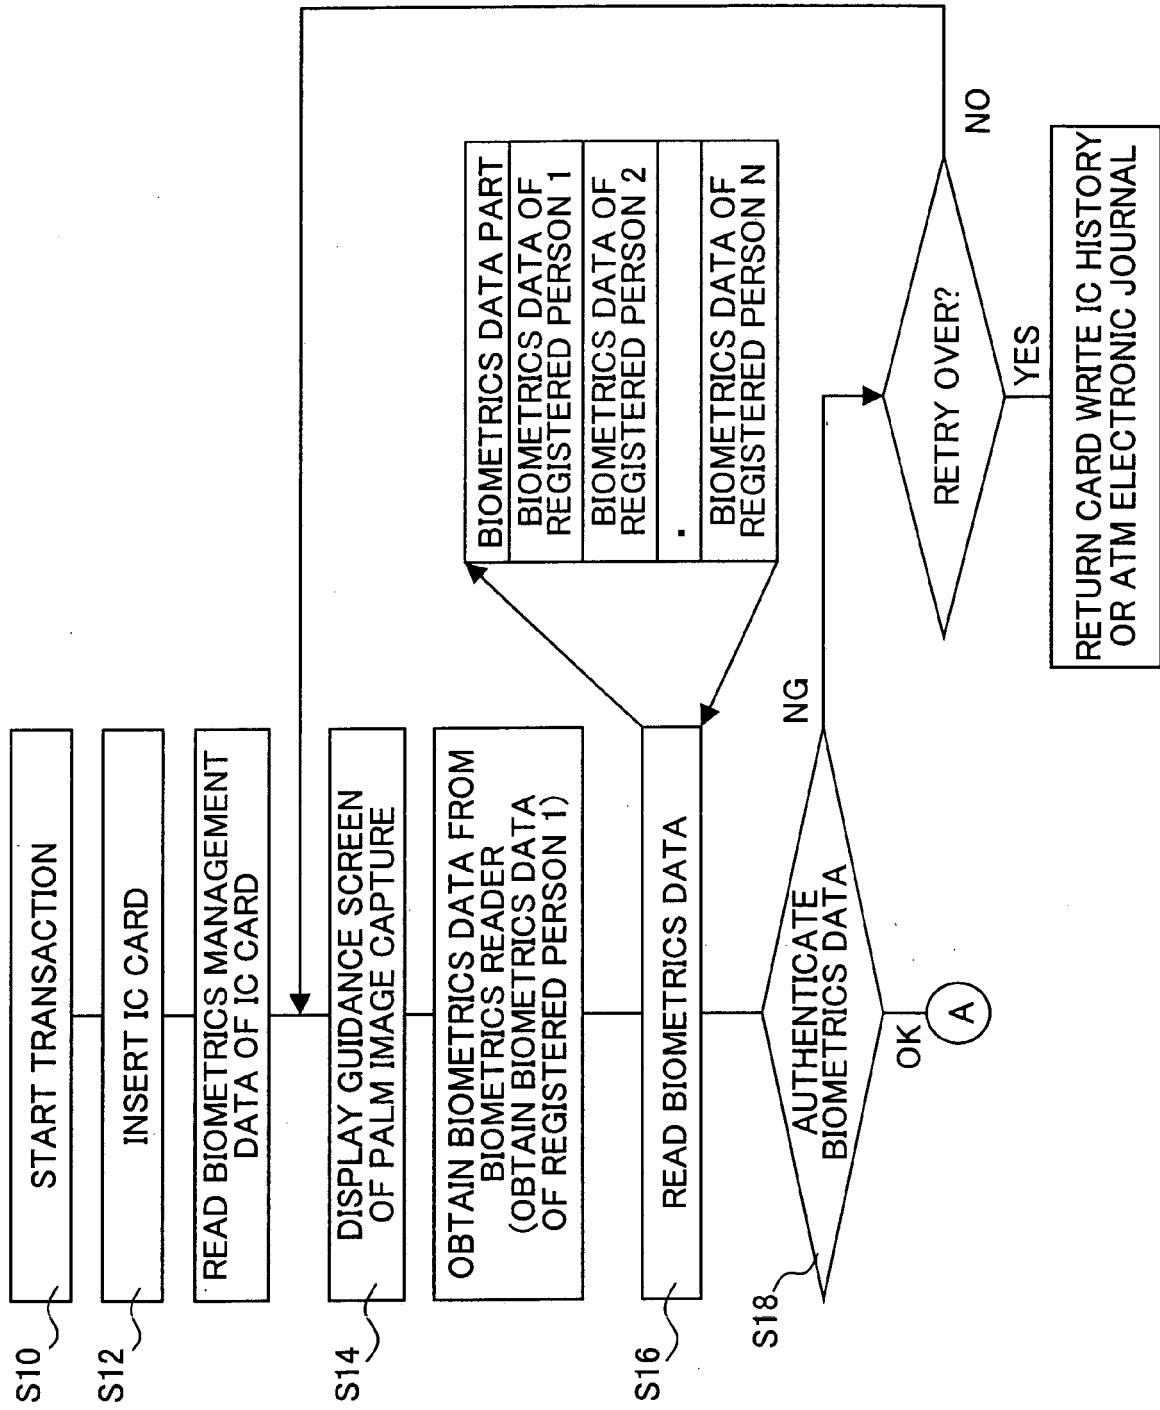 S10
START TRANSACTION
S12
INSERT IC CARD
READ BIOMETRICS MANAGEMENT
DATA OF IC CARD
S14
DISPLAY GUIDANCE SCREEN
OF PALM IMAGE CAPTURE
OBTAIN BIOMETRICS DATA FROM
BIOMETRICS READER
(OBTAIN BIOMETRICS DATA
OF REGISTERED PERSON 1)
S16
READ BIOMETRICS DATA
BIOMETRICS DATA PART
BIOMETRICS DATA OF
REGISTERED PERSON 1
BIOMETRICS DATA OF
REGISTERED PERSON 2
.
BIOMETRICS DATA OF
REGISTERED PERSON N
S18
AUTHENTICATE
BIOMETRICS DATA
NG
OK
A
RETRY OVER?
NO
YES
RETURN CARD WRITE IC HISTORY
OR ATM ELECTRONIC JOURNAL